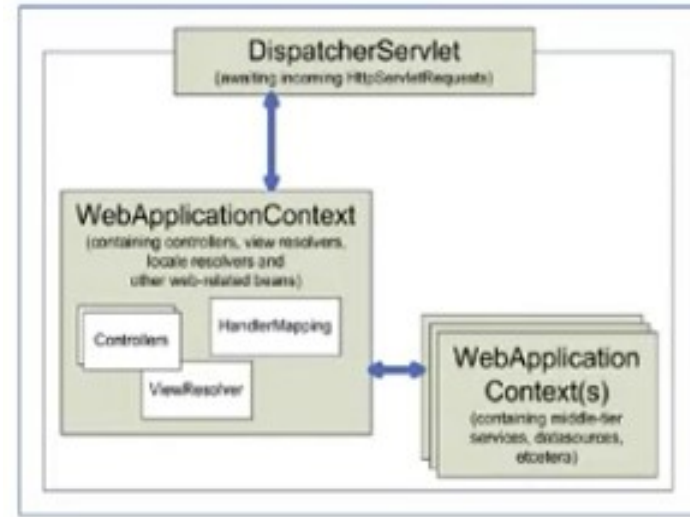 DispatcherServlet
(awaiting incoming HttpServletRequests)
WebApplicationContext
(containing controllers, view resolvers,
locale resolvers and
other web-related beans)
HandlerMapping
Controllers
ViewResolver
WebApplication
Context(s)
(containing middle-tier
services, datasources,
etcetera)